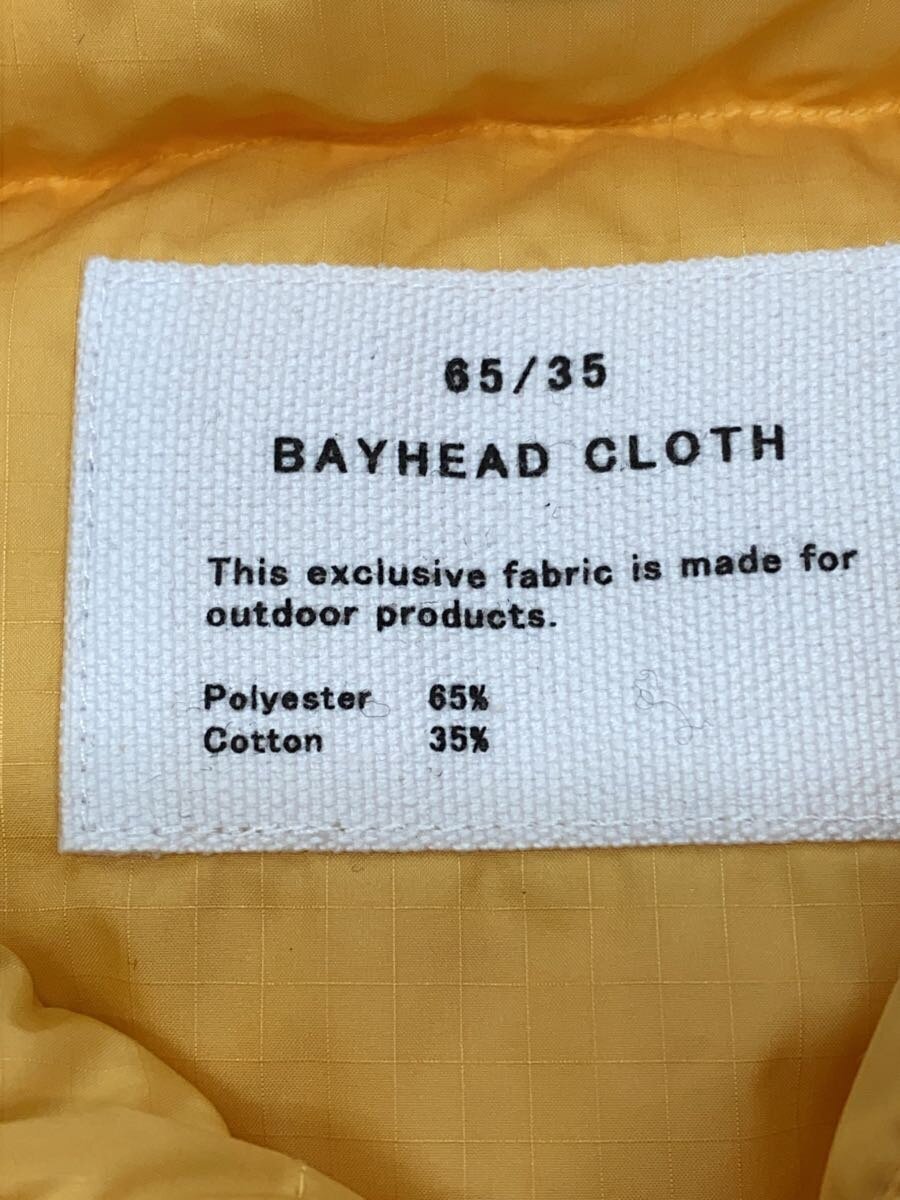 65/35
BAYHEAD CLOTH
This exclusive fabric is made for
outdoor products.
Polyester 65%
Cotton 35%